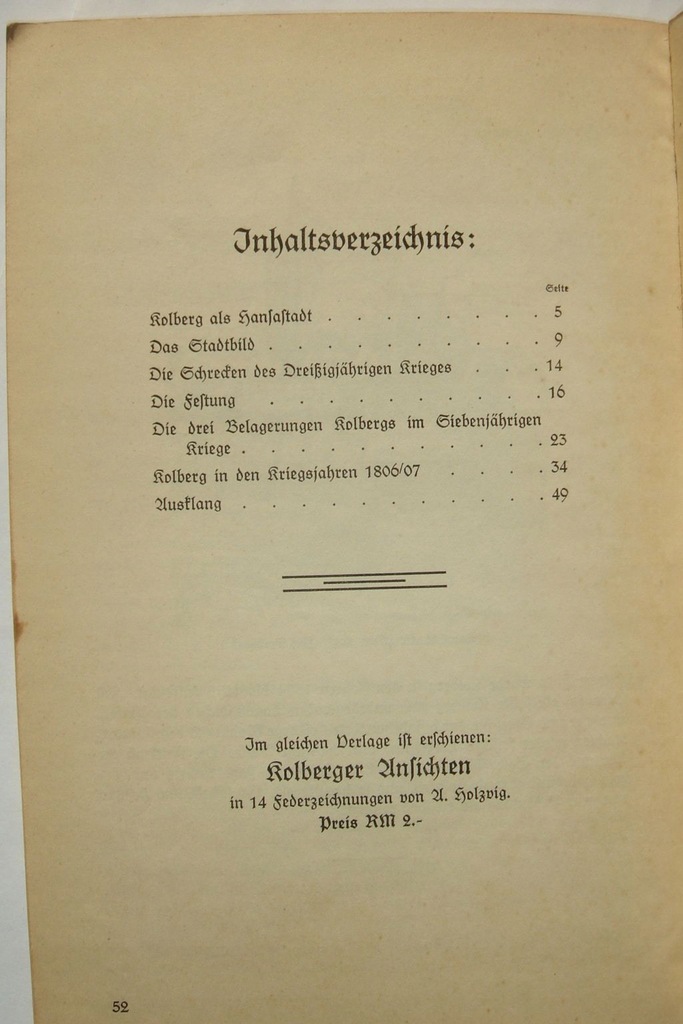 Inhaltsverzeichnis:
Seite
Kolberg als Hansastadt . . . . . . . . 5
Das Stadtbild . . . . . . . . . . 9
Die Schrecken des Dreißigjährigen Krieges . . . 14
Die Festung . . . . . . . . . . 16
Die drei Belagerungen Kolbergs im Siebenjährigen
Kriege . . . . . . . . . . . 23
Kolberg in den Kriegsjahren 1806/07 . . . . 34
Ausklang . . . . . . . . . . . 49
Im gleichen Verlage ist erschienen:
Kolberger Ansichten
in 14 Federzeichnungen von A. Holzvig.
Preis RM 2.-
52